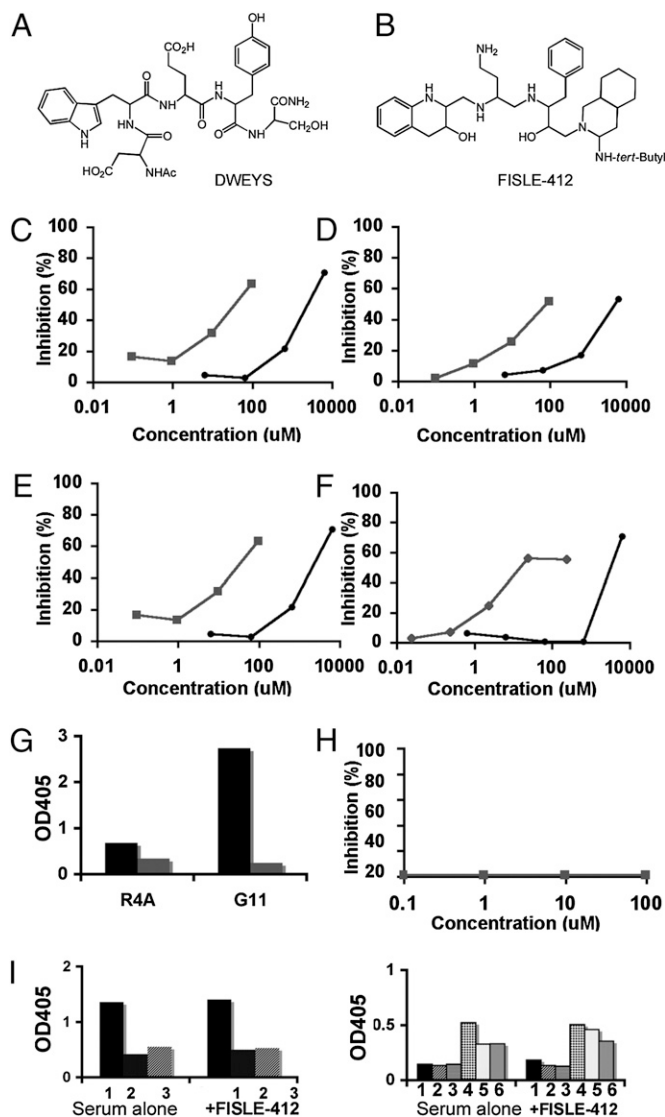 A
B
OH
CO₂H
O
H
N
O
H
N
O
CONH₂
N
H
NH
O
O
N
H
OH
HO₂C
NHAc
DWEYS
NH₂
H
N
N
H
H
N
OH
HO
N
NH-tert-Butyl
FISLE-412
C
Inhibition (%)
100
80
60
40
20
0
0.01 1 100 10000
Concentration (uM)
D
Inhibition (%)
100
80
60
40
20
0
0.01 1 100 10000
Concentration (uM)
E
Inhibition (%)
100
80
60
40
20
0
0.01 1 100 10000
Concentration (uM)
F
Inhibition (%)
100
80
60
40
20
0
0.01 1 100 10000
Concentration (uM)
G
OD405
3
2
1
0
R4A G11
H
Inhibition (%)
100
80
60
40
20
0.1 1 10 100
Concentration (uM)
I
OD405
2
1
0
1 2 3 1 2 3
Serum alone +FISLE-412
OD405
1
0.5
0
1 2 3 4 5 6 1 2 3 4 5 6
Serum alone +FISLE-412